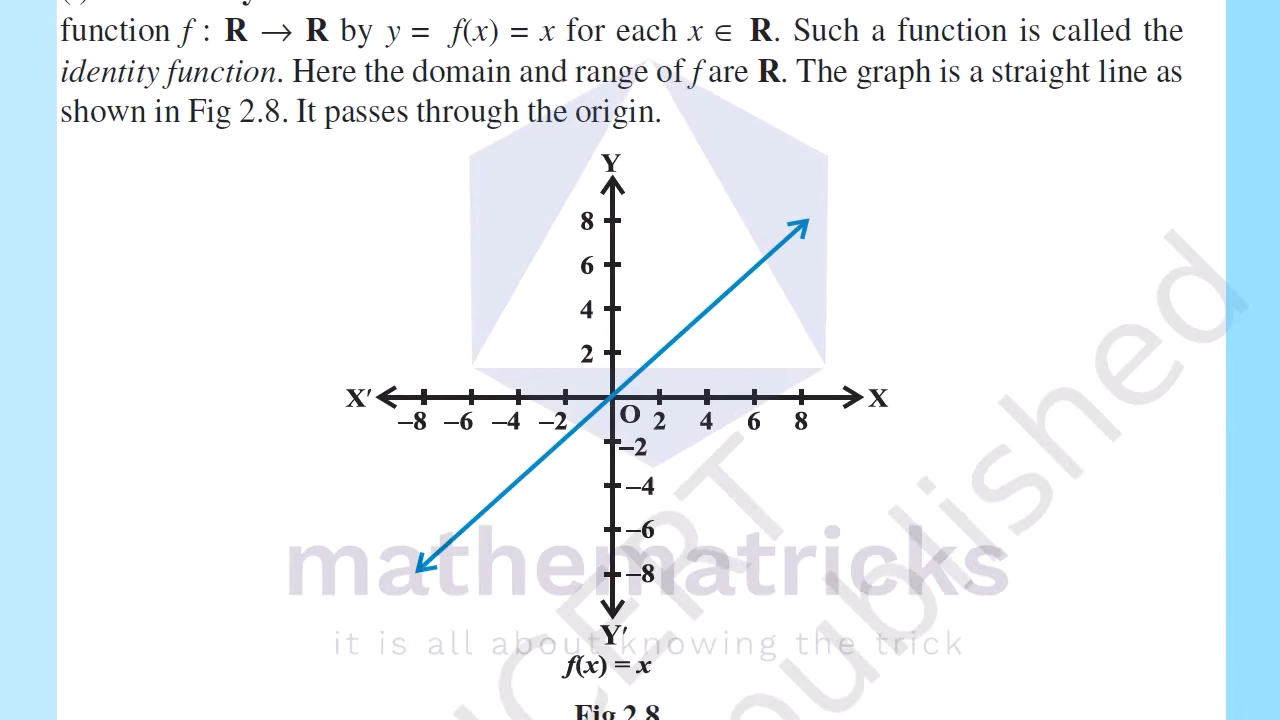 function f : R → R by y = f(x) = x for each x ∈ R. Such a function is called the
identity function. Here the domain and range of f are R. The graph is a straight line as
shown in Fig 2.8. It passes through the origin.
Y
8
6
4
2
X′ X
–8 –6 –4 –2 O 2 4 6 8
–2
–4
–6
–8
mathematricks
Y′
it is all about knowing the trick
f(x) = x
Fig 2.8
NCERT
published